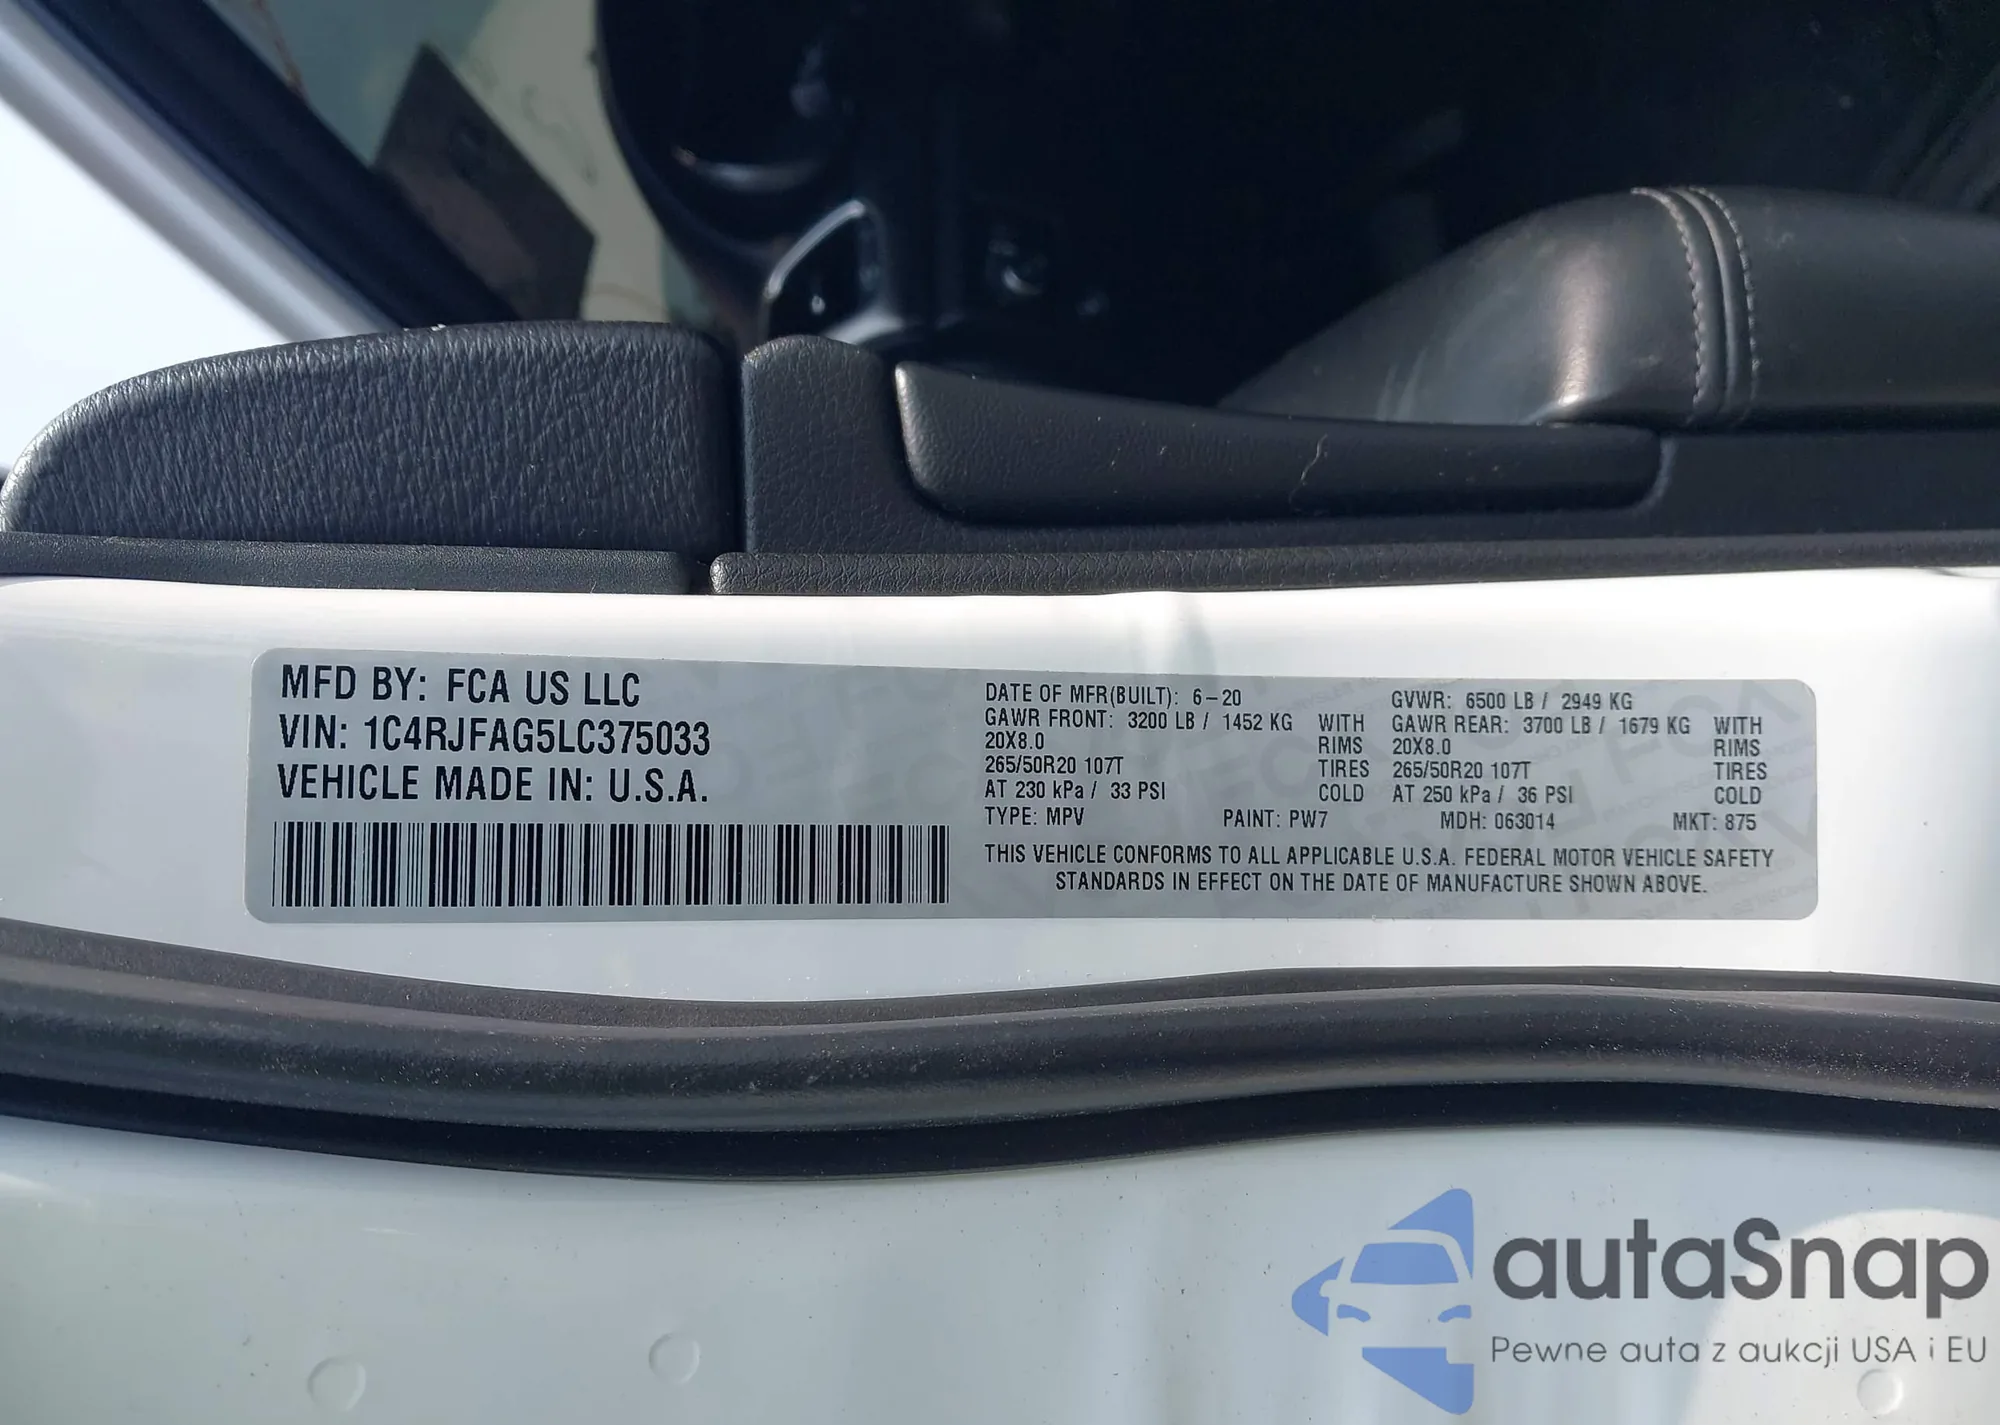 MFD BY: FCA US LLC
VIN: 1C4RJFAG5LC375033
VEHICLE MADE IN: U.S.A.
DATE OF MFR(BUILT): 6-20 GVWR: 6500 LB / 2949 KG
GAWR FRONT: 3200 LB / 1452 KG WITH GAWR REAR: 3700 LB / 1679 KG WITH
20X8.0 RIMS 20X8.0 RIMS
265/50R20 107T TIRES 265/50R20 107T TIRES
AT 230 kPa / 33 PSI COLD AT 250 kPa / 36 PSI COLD
TYPE: MPV PAINT: PW7 MDH: 063014 MKT: 875
THIS VEHICLE CONFORMS TO ALL APPLICABLE U.S.A. FEDERAL MOTOR VEHICLE SAFETY
STANDARDS IN EFFECT ON THE DATE OF MANUFACTURE SHOWN ABOVE.
autaSnap
Pewne auta z aukcji USA i EU